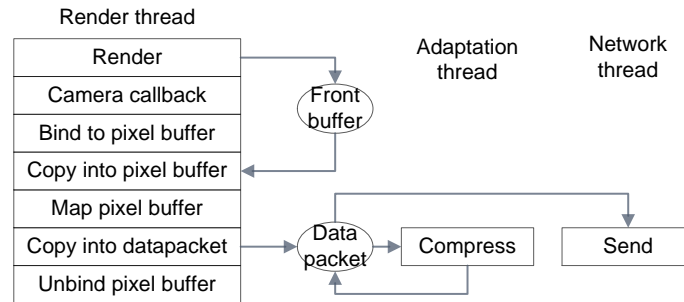 Render thread
Render
Camera callback
Bind to pixel buffer
Copy into pixel buffer
Map pixel buffer
Copy into datapacket
Unbind pixel buffer
Front
buffer
Data
packet
Adaptation
thread
Compress
Network
thread
Send